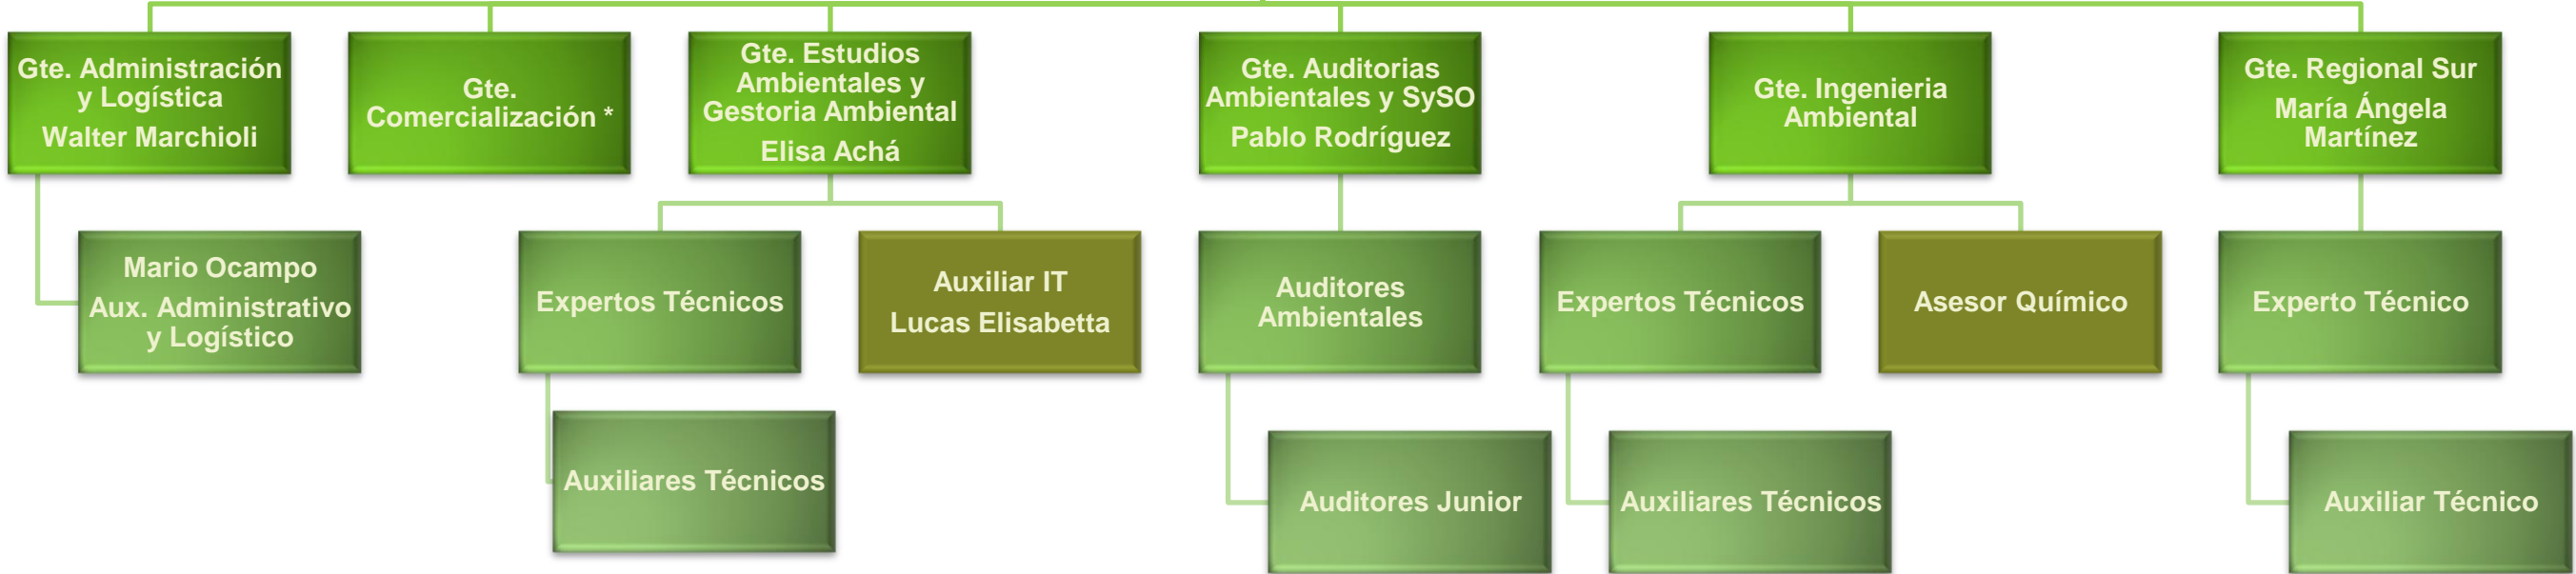 Gte. Administración
y Logística
Walter Marchioli
Gte.
Comercialización *
Gte. Estudios
Ambientales y
Gestoria Ambiental
Elisa Achá
Gte. Auditorias
Ambientales y SySO
Pablo Rodríguez
Gte. Ingenieria
Ambiental
Gte. Regional Sur
María Ángela
Martínez
Mario Ocampo
Aux. Administrativo
y Logístico
Expertos Técnicos
Auxiliar IT
Lucas Elisabetta
Auditores
Ambientales
Expertos Técnicos
Asesor Químico
Experto Técnico
Auxiliares Técnicos
Auditores Junior
Auxiliares Técnicos
Auxiliar Técnico